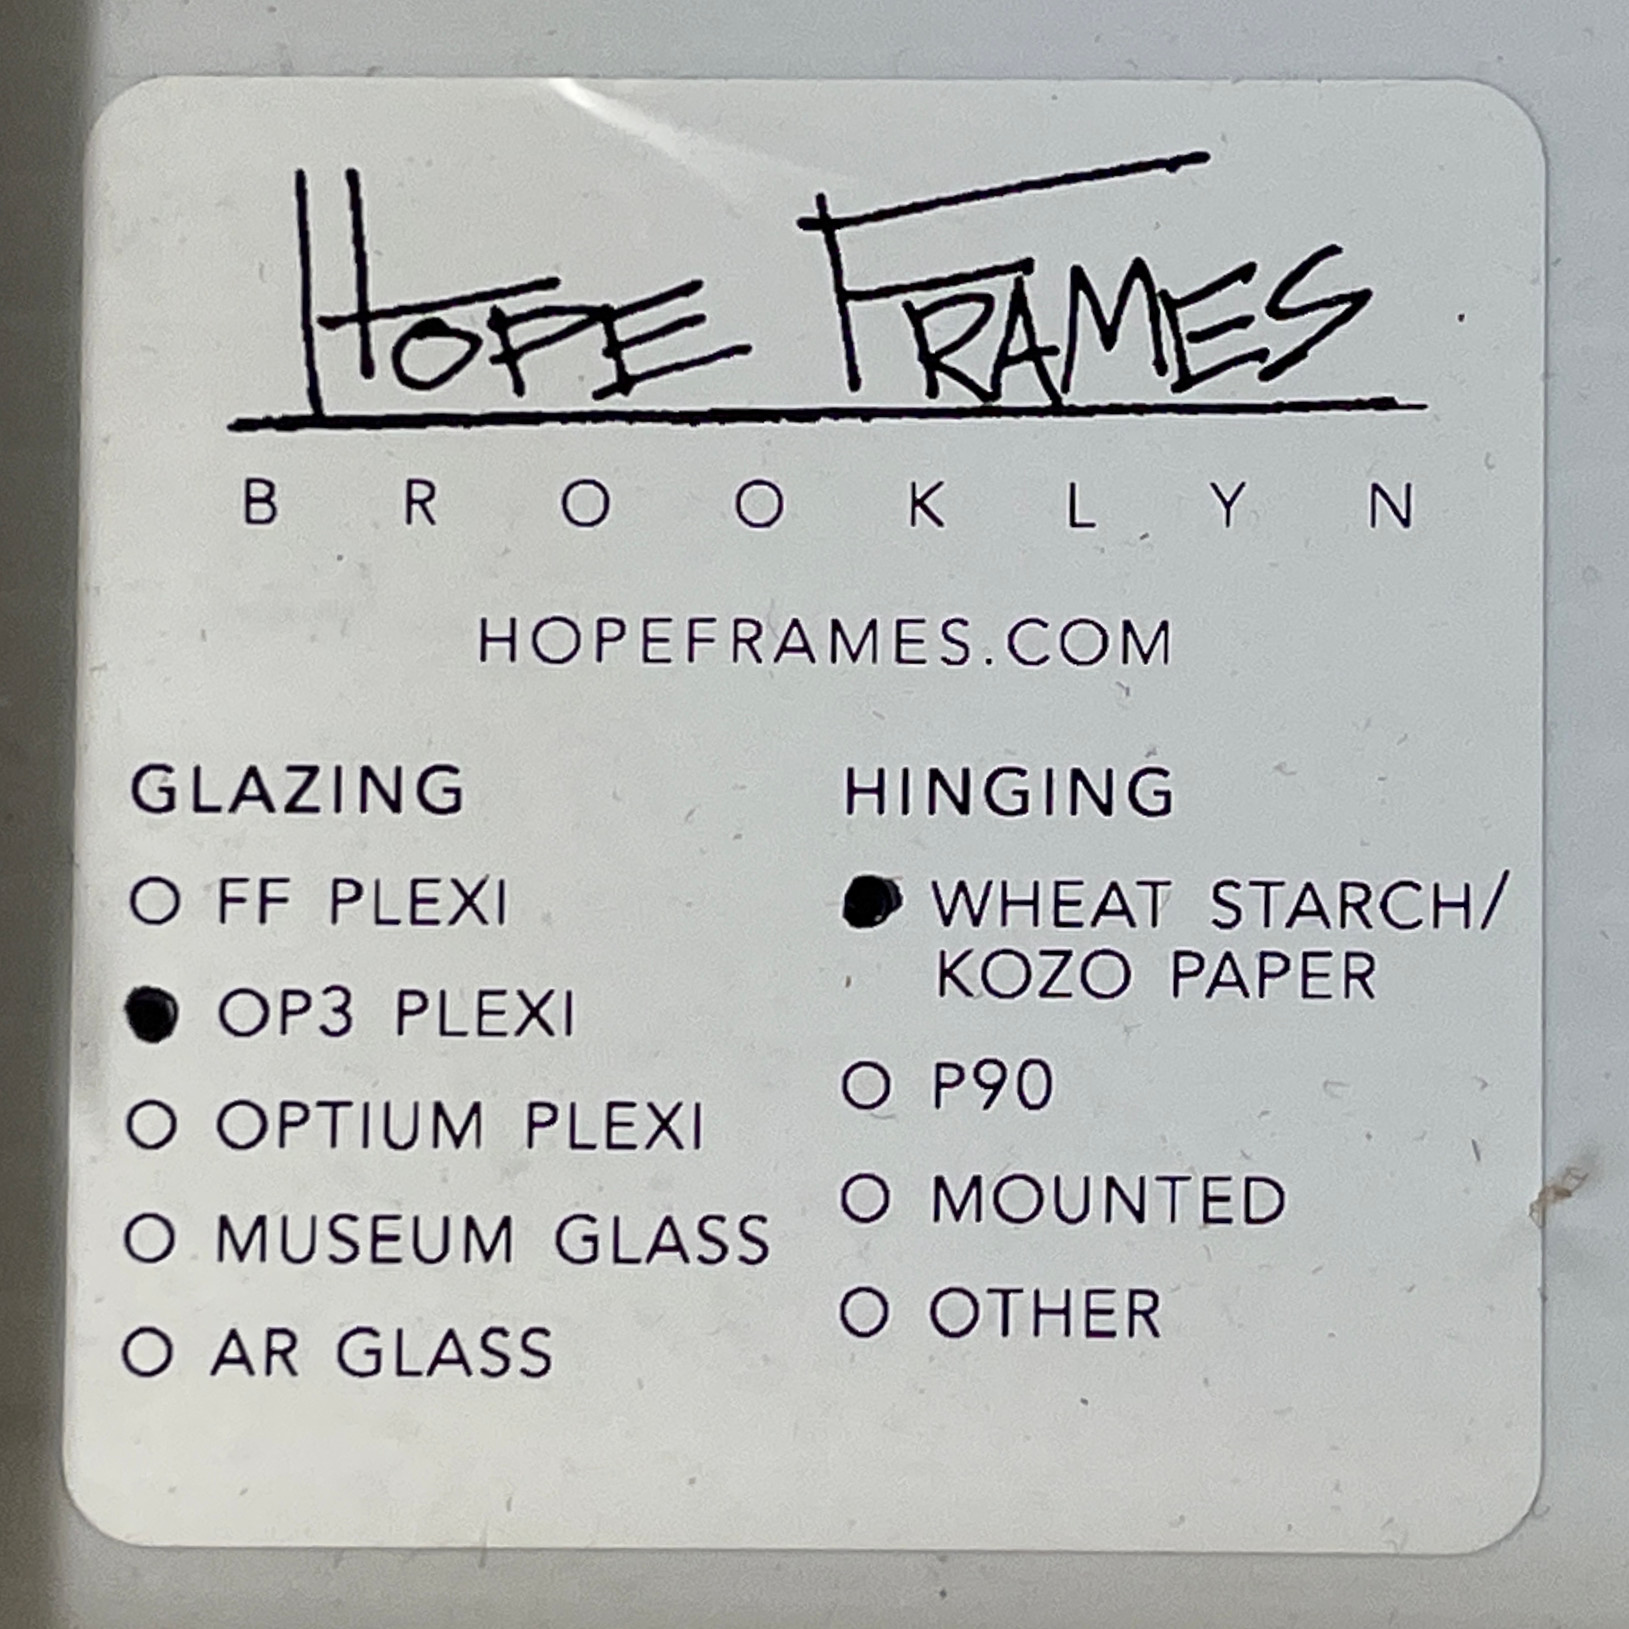 HOPE FRAMES
BROOKLYN
HOPEFRAMES.COM
GLAZING
○ FF PLEXI
● OP3 PLEXI
○ OPTIUM PLEXI
○ MUSEUM GLASS
○ AR GLASS
HINGING
● WHEAT STARCH/
KOZO PAPER
○ P90
○ MOUNTED
○ OTHER